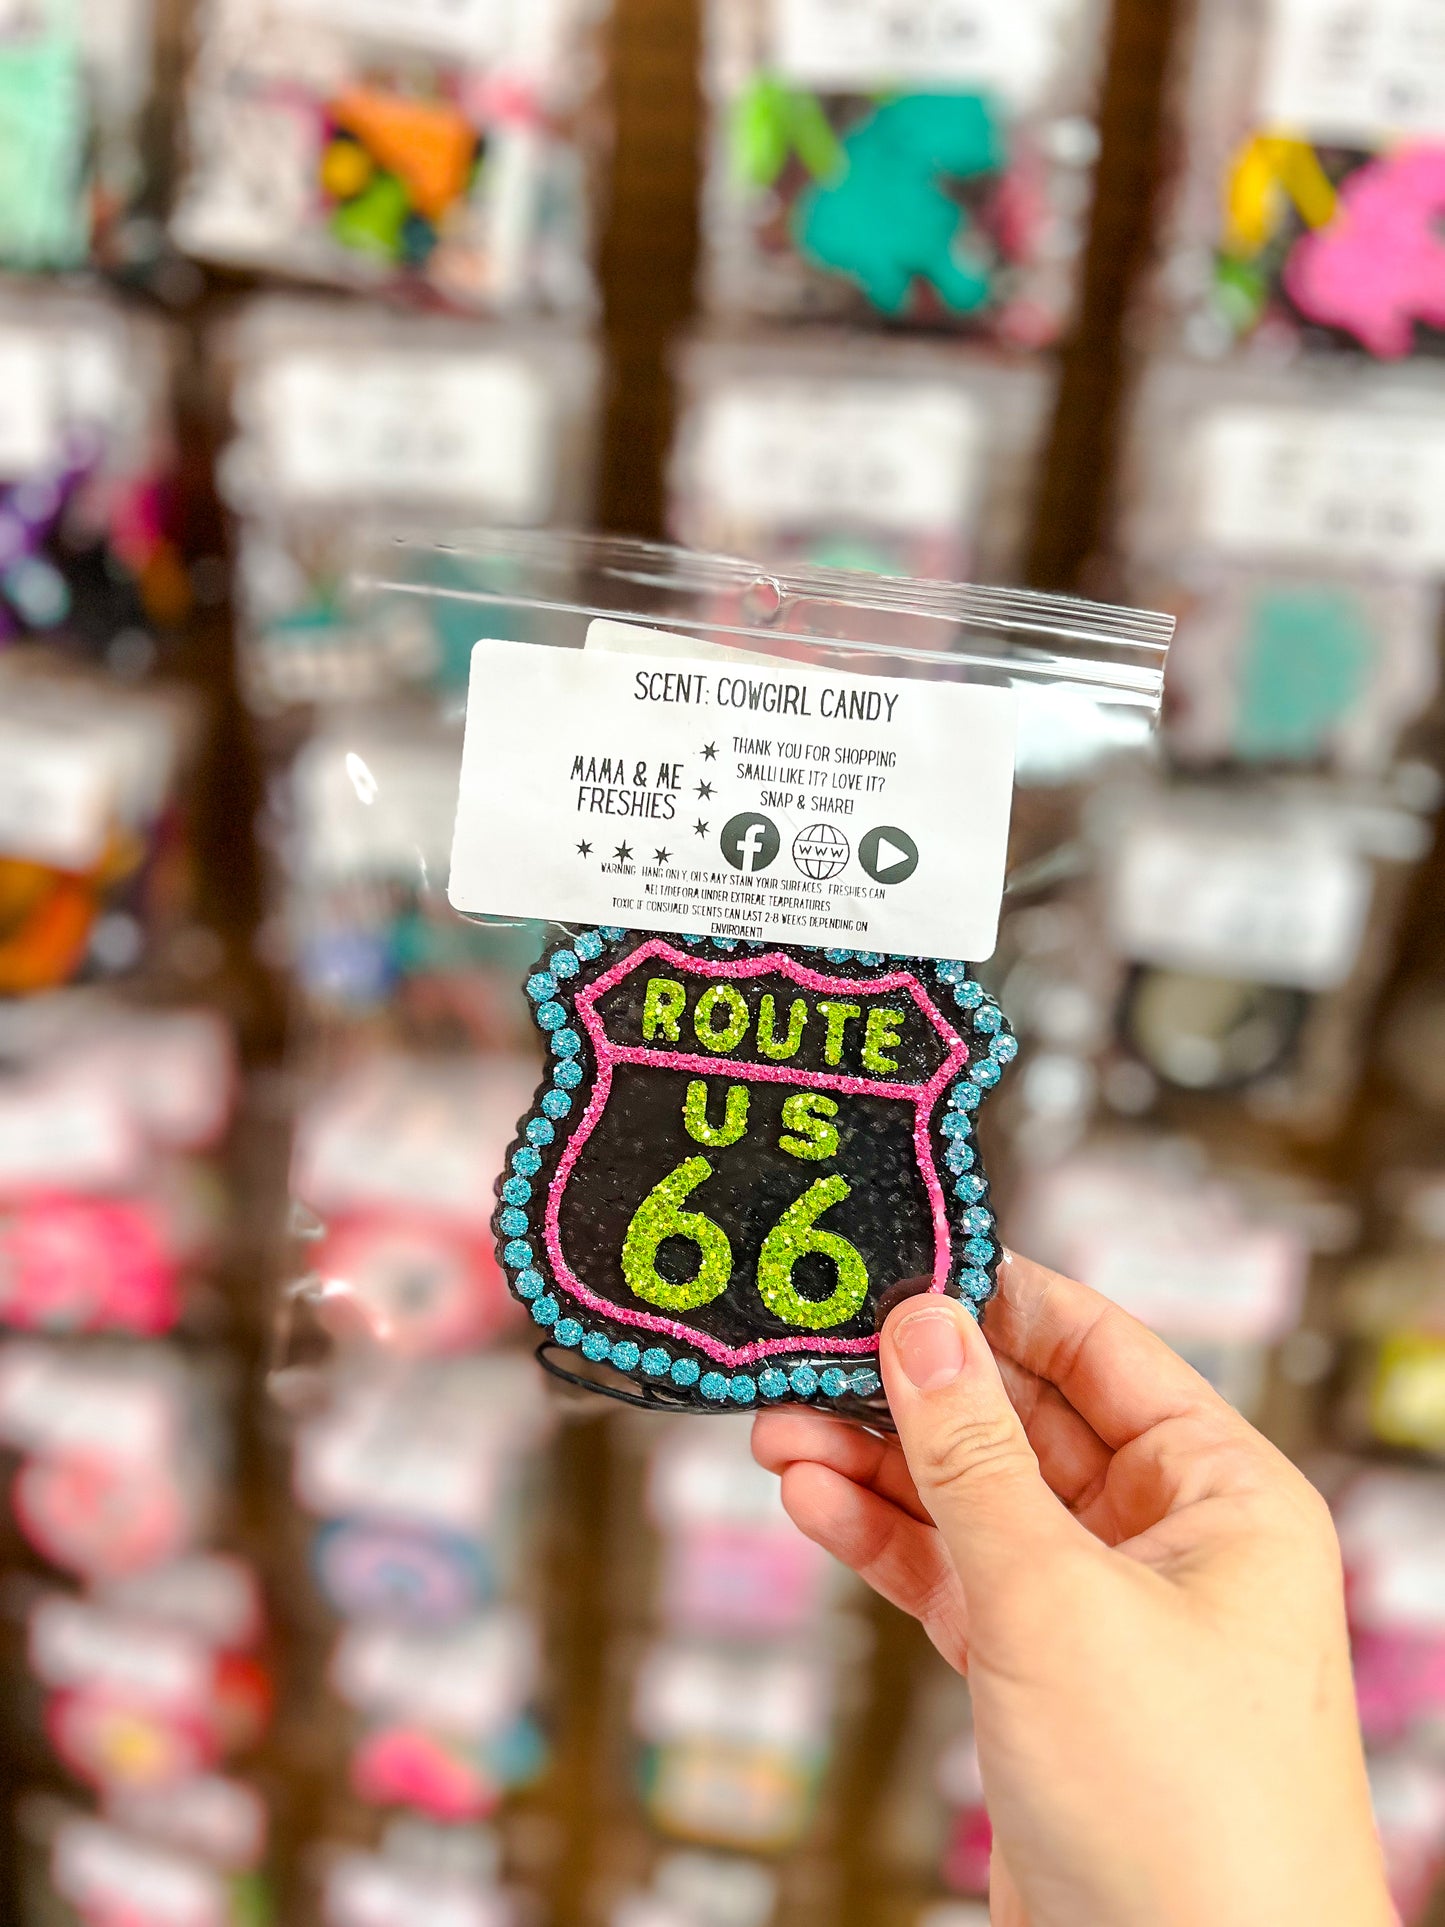 SCENT: COWGIRL CANDY
MAMA & ME
FRESHIES
THANK YOU FOR SHOPPING
SMALL! LIKE IT? LOVE IT?
SNAP & SHARE!
f
WWW
WARNING: HANG ONLY, OILS MAY STAIN YOUR SURFACES. FRESHIES CAN
MELT/DEFORM UNDER EXTREME TEMPERATURES
TOXIC IF CONSUMED SCENTS CAN LAST 2-8 WEEKS DEPENDING ON
ENVIROMENT!
ROUTE
US
66